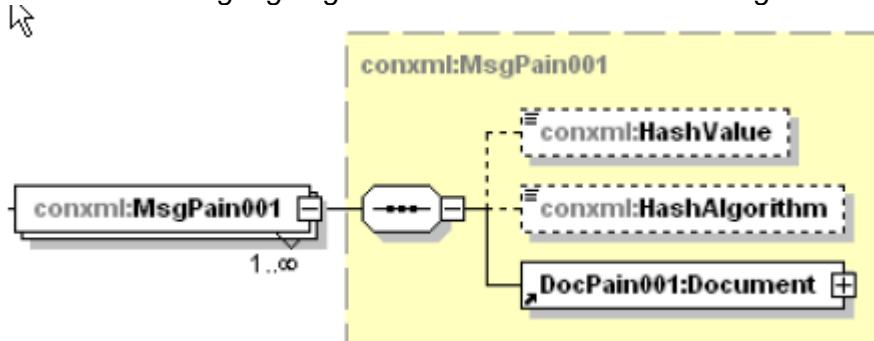 conxml:MsgPain001
conxml:HashValue
conxml:MsgPain001
conxml:HashAlgorithm
1..∞
DocPain001:Document